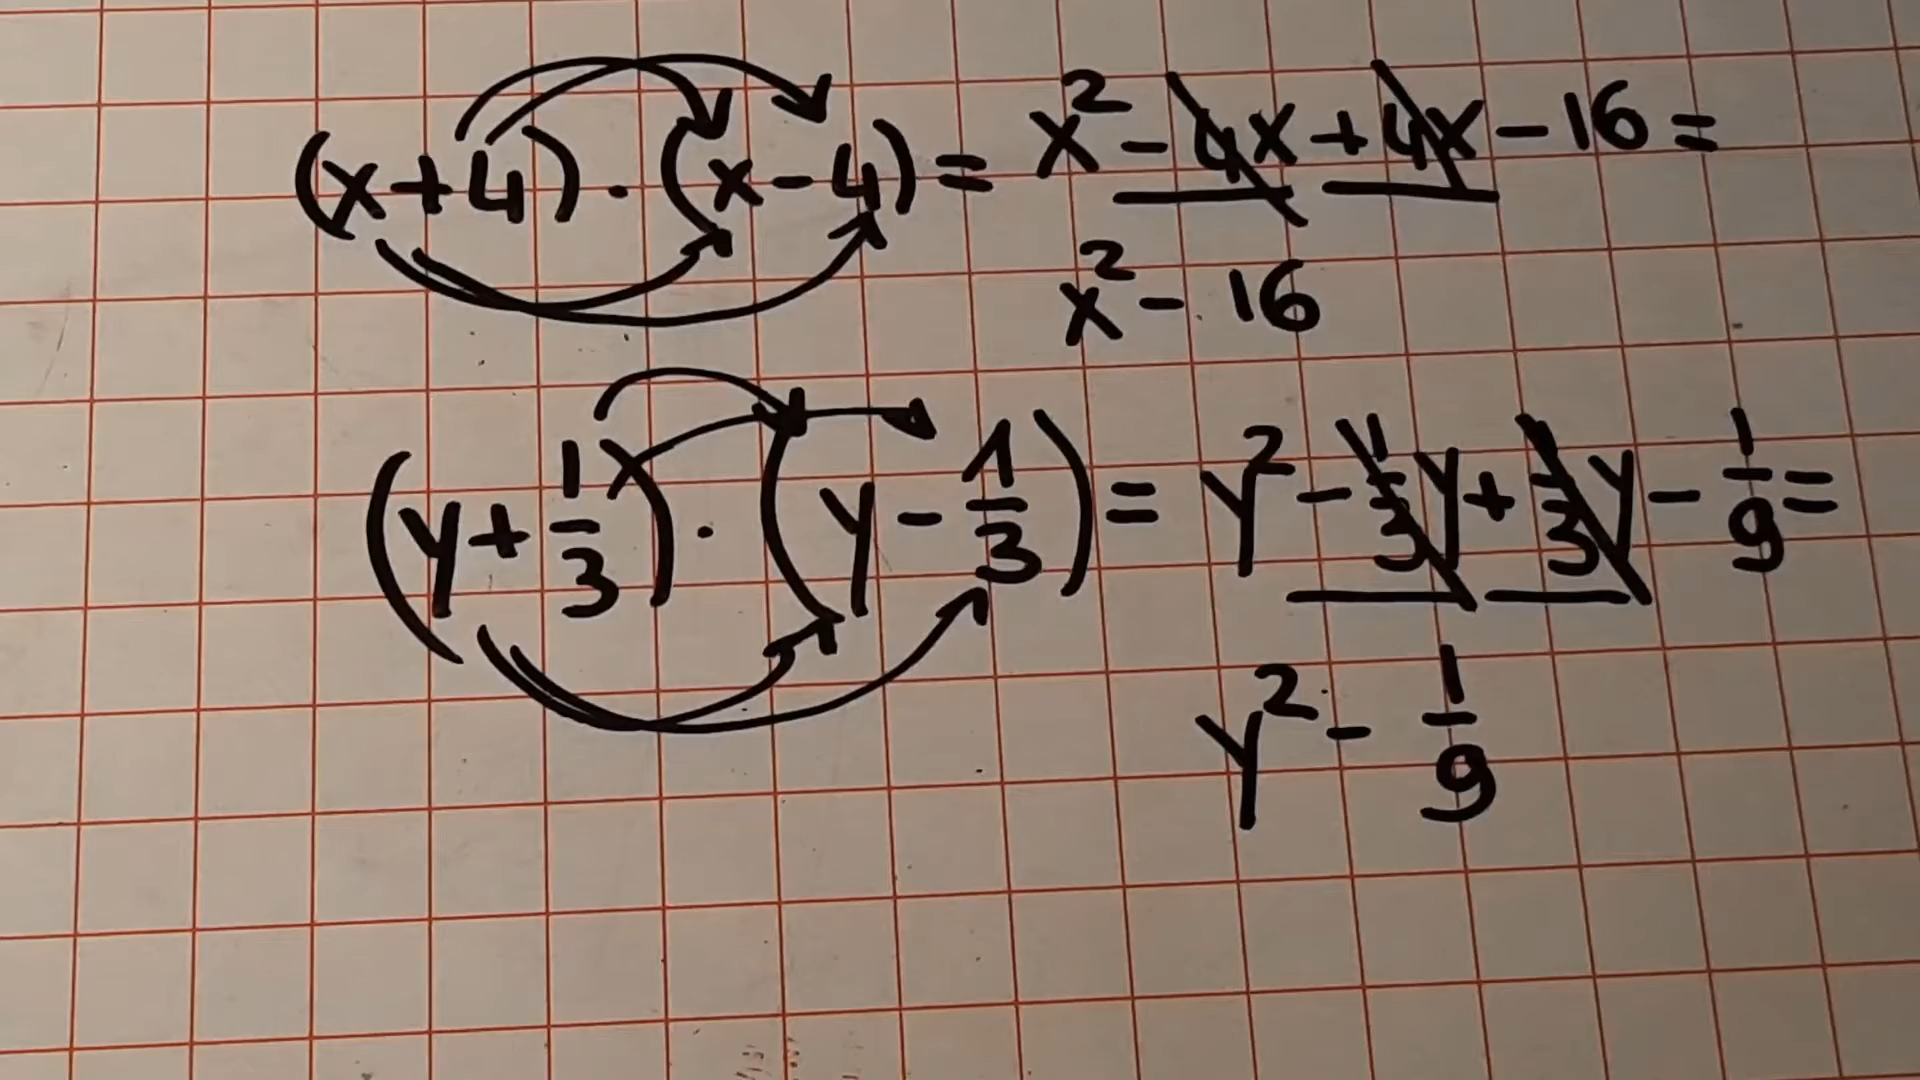 (x+4)·(x-4)= x²-4x+4x-16=
x²-16
(y+1/3)·(y-1/3)= y²-1/3y+1/3y-1/9=
y²-1/9